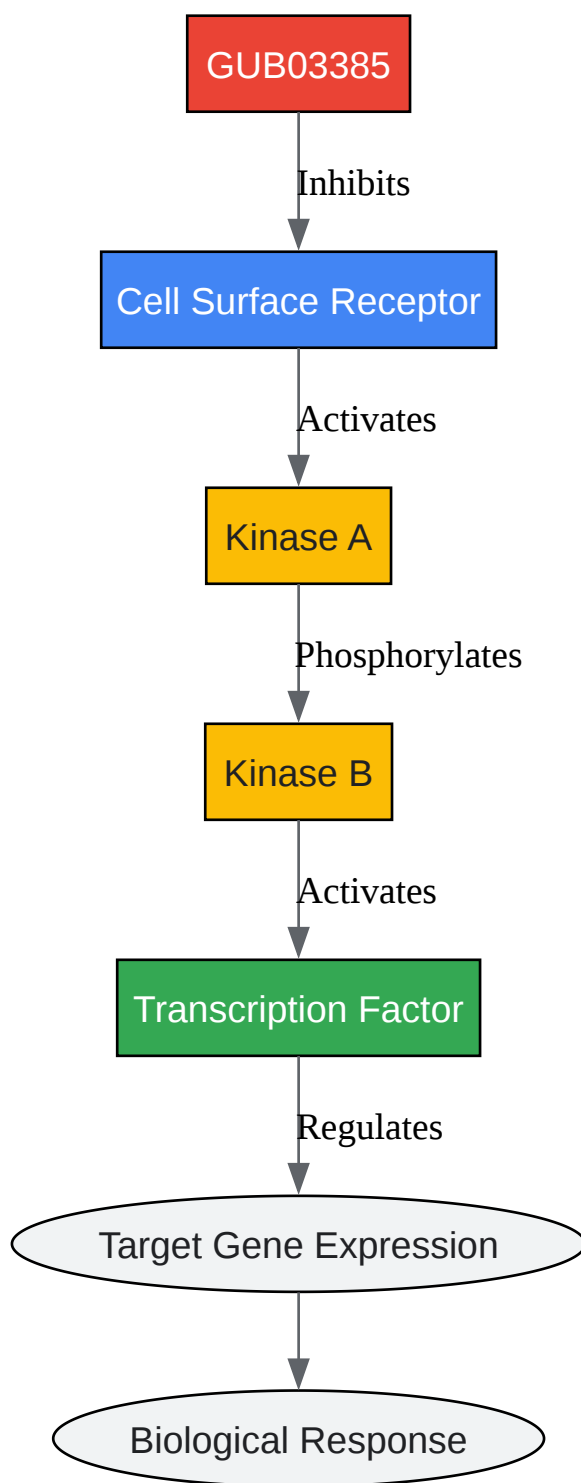 GUB03385
Inhibits
Cell Surface Receptor
Activates
Kinase A
Phosphorylates
Kinase B
Activates
Transcription Factor
Regulates
Target Gene Expression
Biological Response